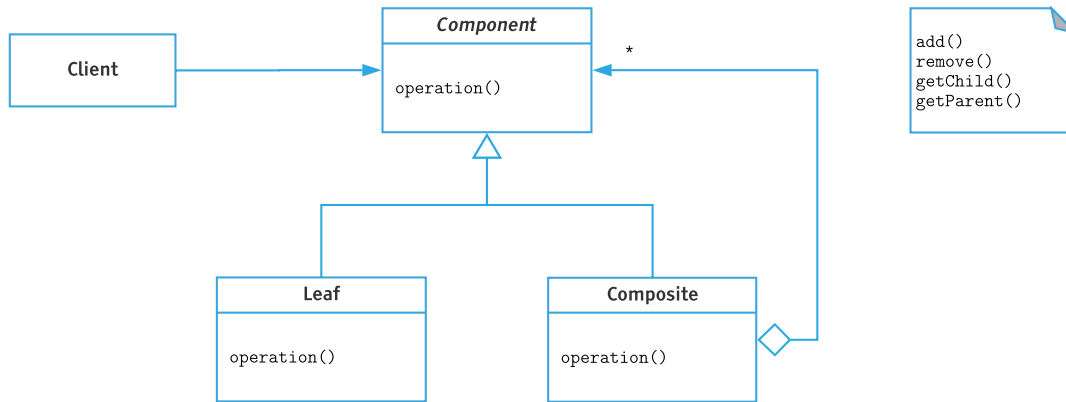 Component
*
add()
remove()
getChild()
getParent()
Client
operation()
Leaf
Composite
operation()
operation()